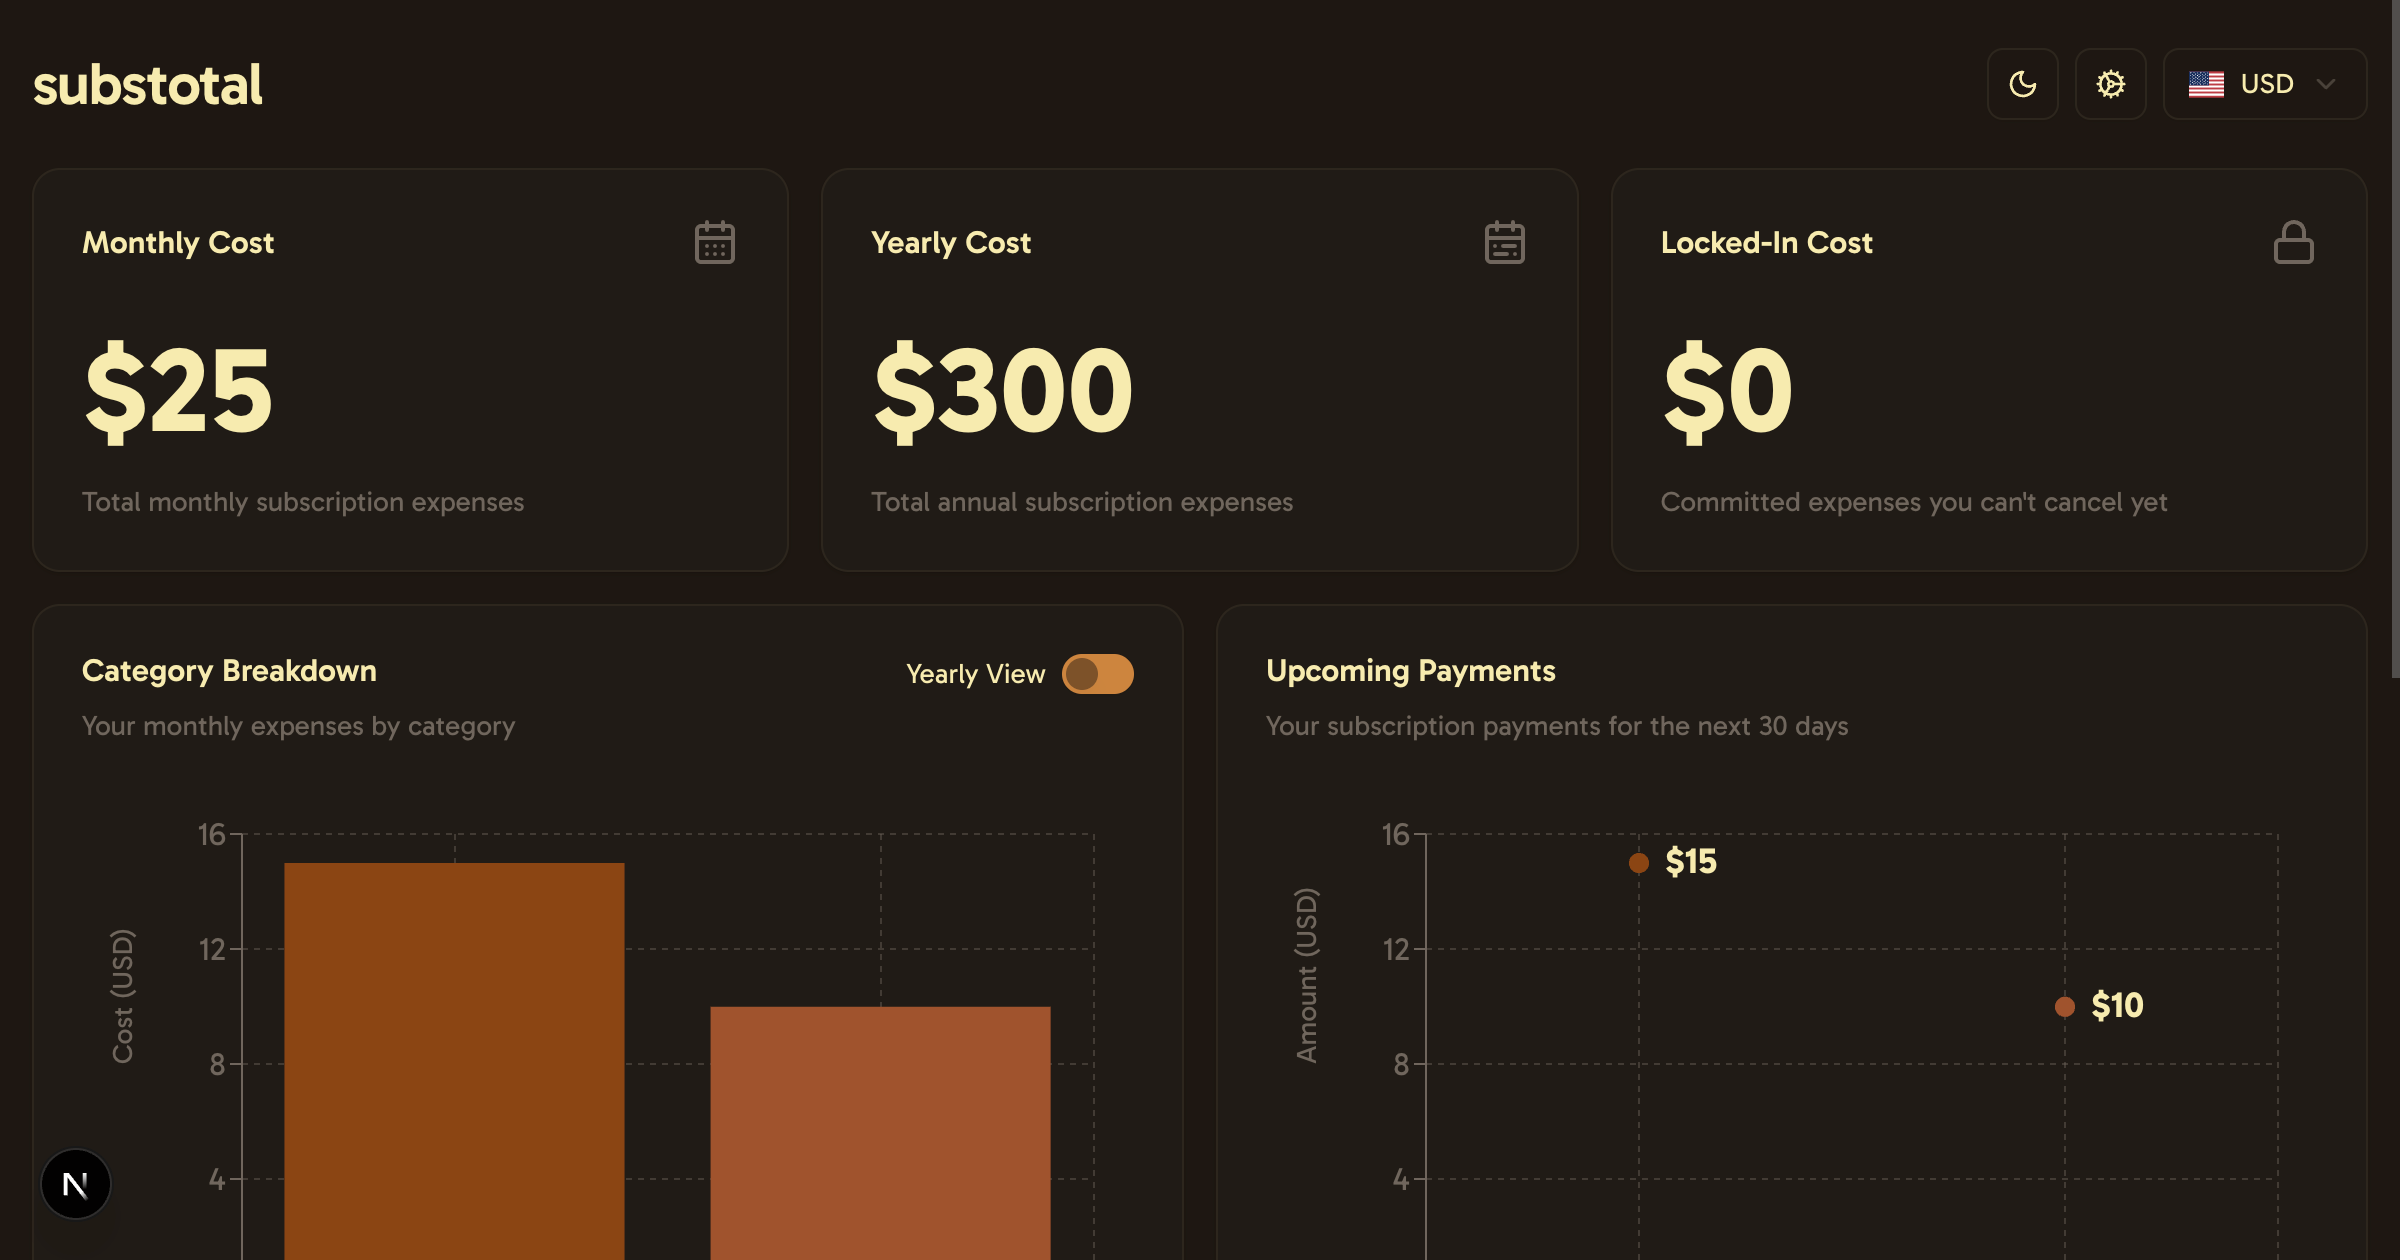 substotal
USD
Monthly Cost
$25
Total monthly subscription expenses
Yearly Cost
$300
Total annual subscription expenses
Locked-In Cost
$0
Committed expenses you can't cancel yet
Category Breakdown
Yearly View
Your monthly expenses by category
16
12
8
4
Cost (USD)
Upcoming Payments
Your subscription payments for the next 30 days
16
12
8
4
Amount (USD)
$15
$10
N